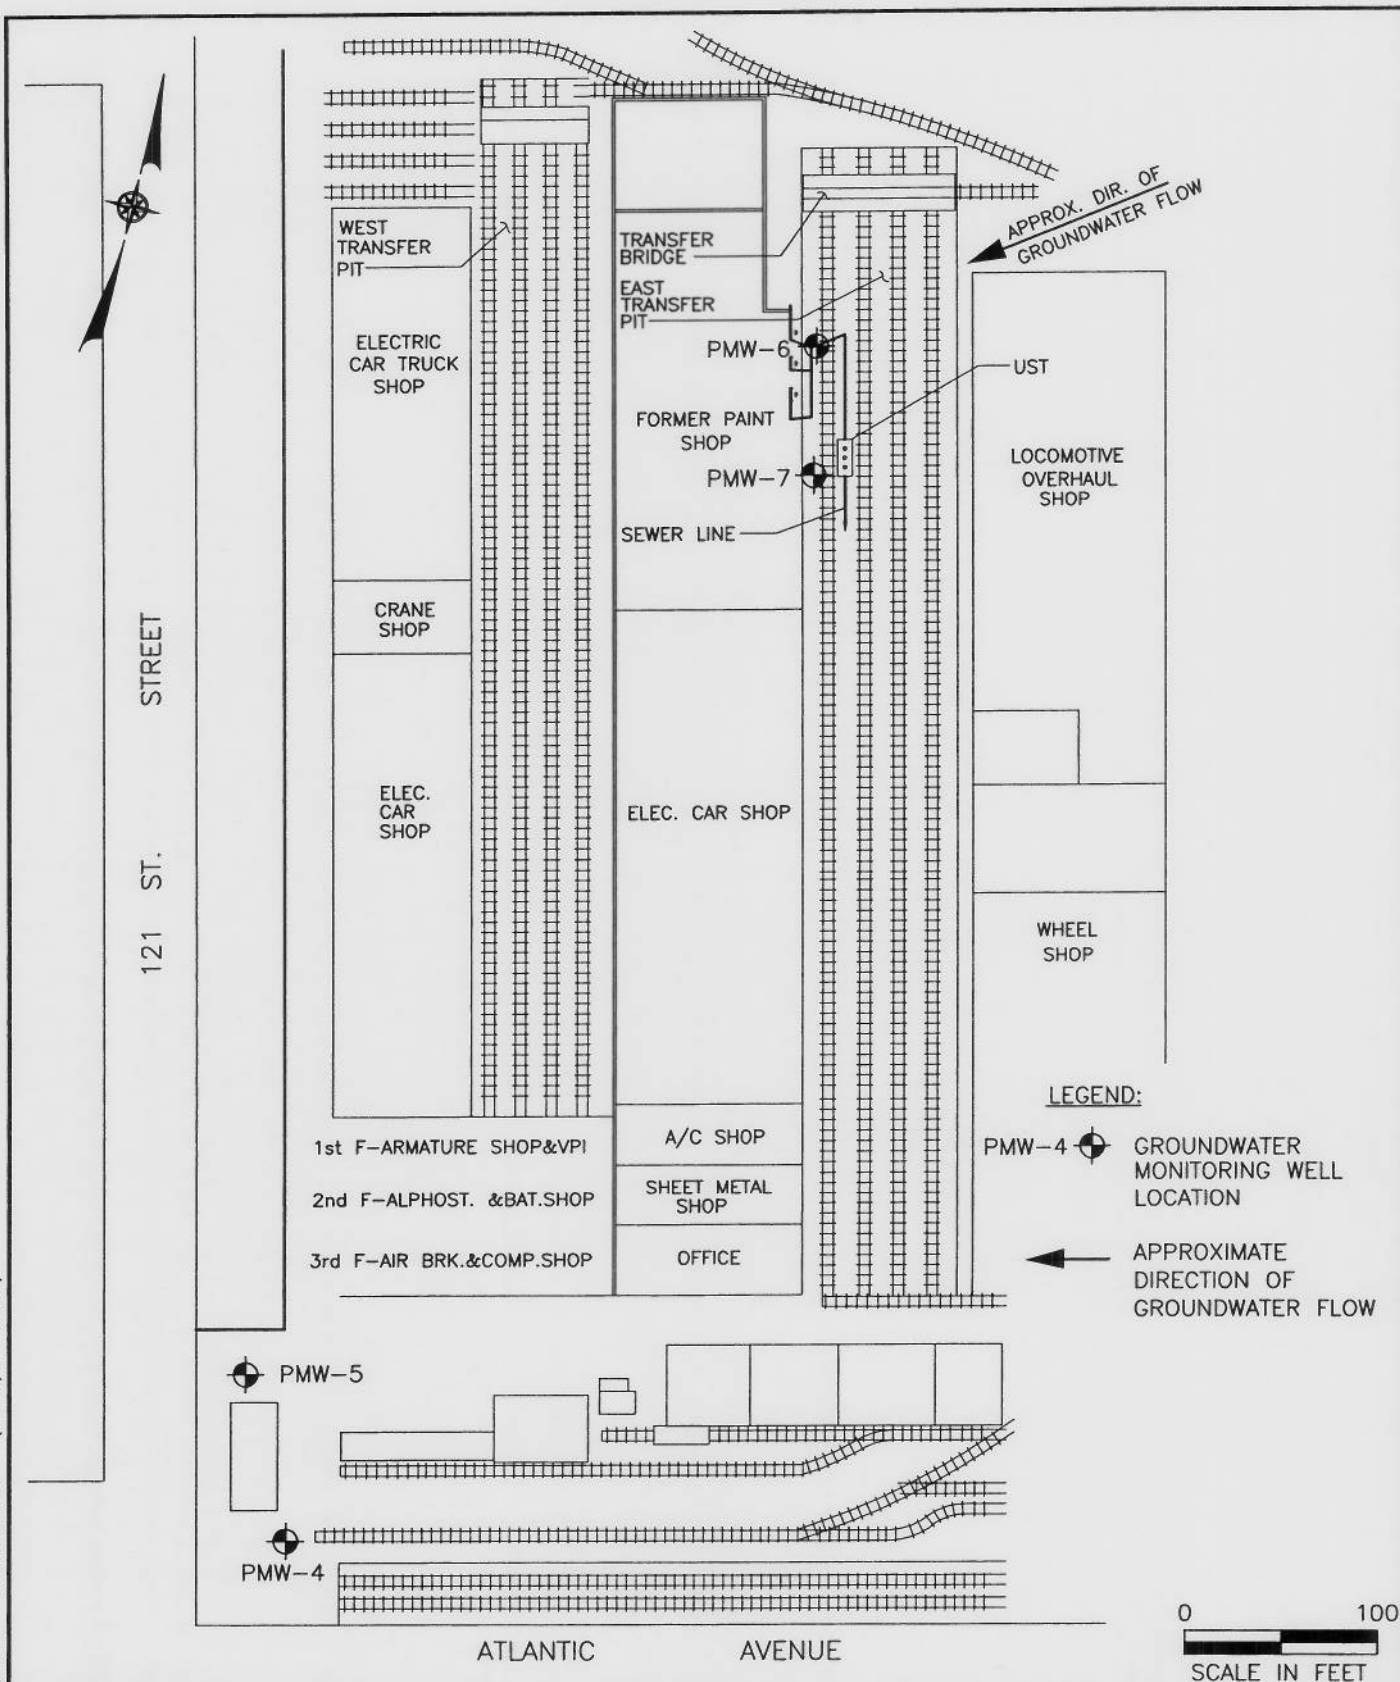 APPROX. DIR. OF
GROUNDWATER FLOW
WEST
TRANSFER
PIT
TRANSFER
BRIDGE
EAST
TRANSFER
PIT
ELECTRIC
CAR TRUCK
SHOP
PMW-6
UST
FORMER PAINT
SHOP
PMW-7
LOCOMOTIVE
OVERHAUL
SHOP
SEWER LINE
CRANE
SHOP
121 ST. STREET
ELEC.
CAR
SHOP
ELEC. CAR SHOP
WHEEL
SHOP
1st F-ARMATURE SHOP&VPI
A/C SHOP
2nd F-ALPHOST. &BAT.SHOP
SHEET METAL
SHOP
3rd F-AIR BRK.&COMP.SHOP
OFFICE
LEGEND:
PMW-4
GROUNDWATER
MONITORING WELL
LOCATION
APPROXIMATE
DIRECTION OF
GROUNDWATER FLOW
PMW-5
PMW-4
ATLANTIC AVENUE
0 100
SCALE IN FEET